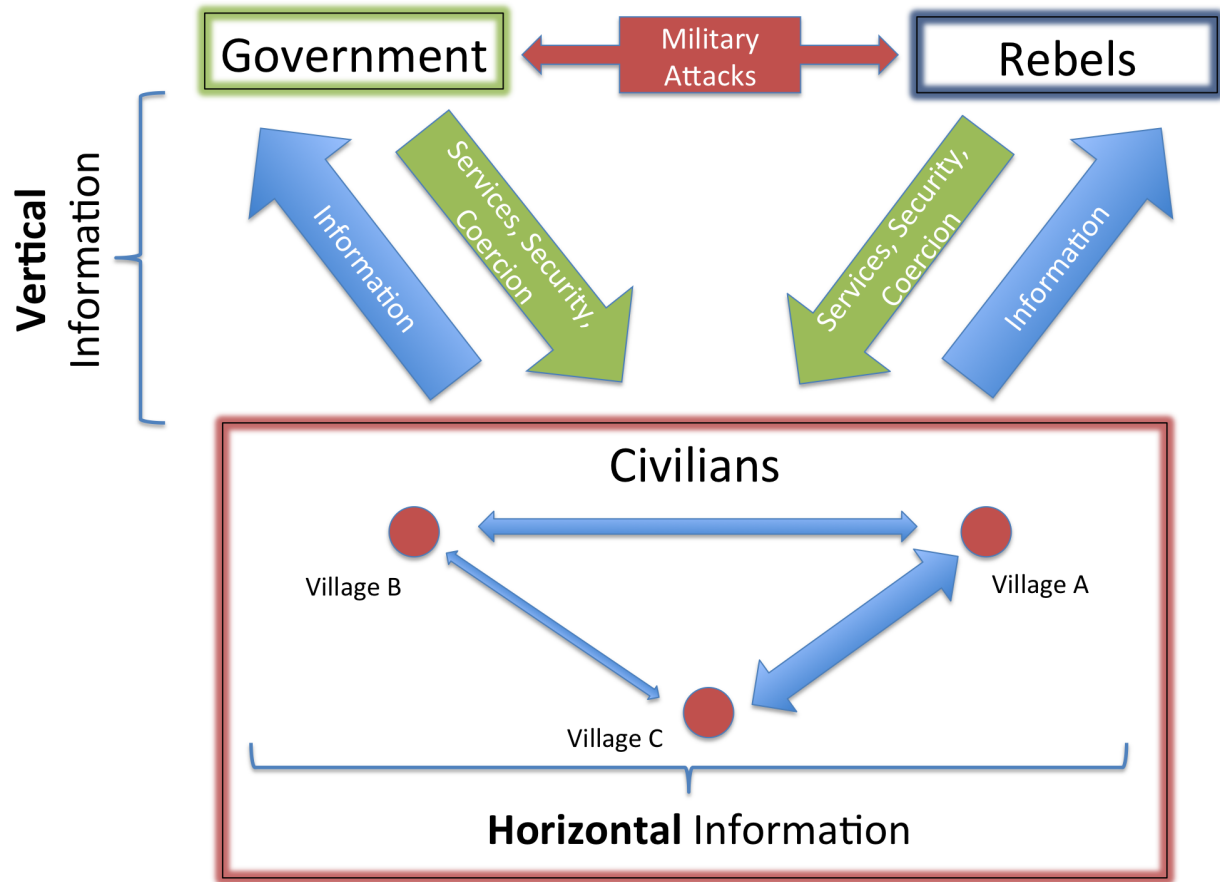 Government
Military
Attacks
Rebels
Vertical
Information
Information
Services, Security,
Coercion
Services, Security,
Coercion
Information
Civilians
Village B
Village A
Village C
Horizontal Information